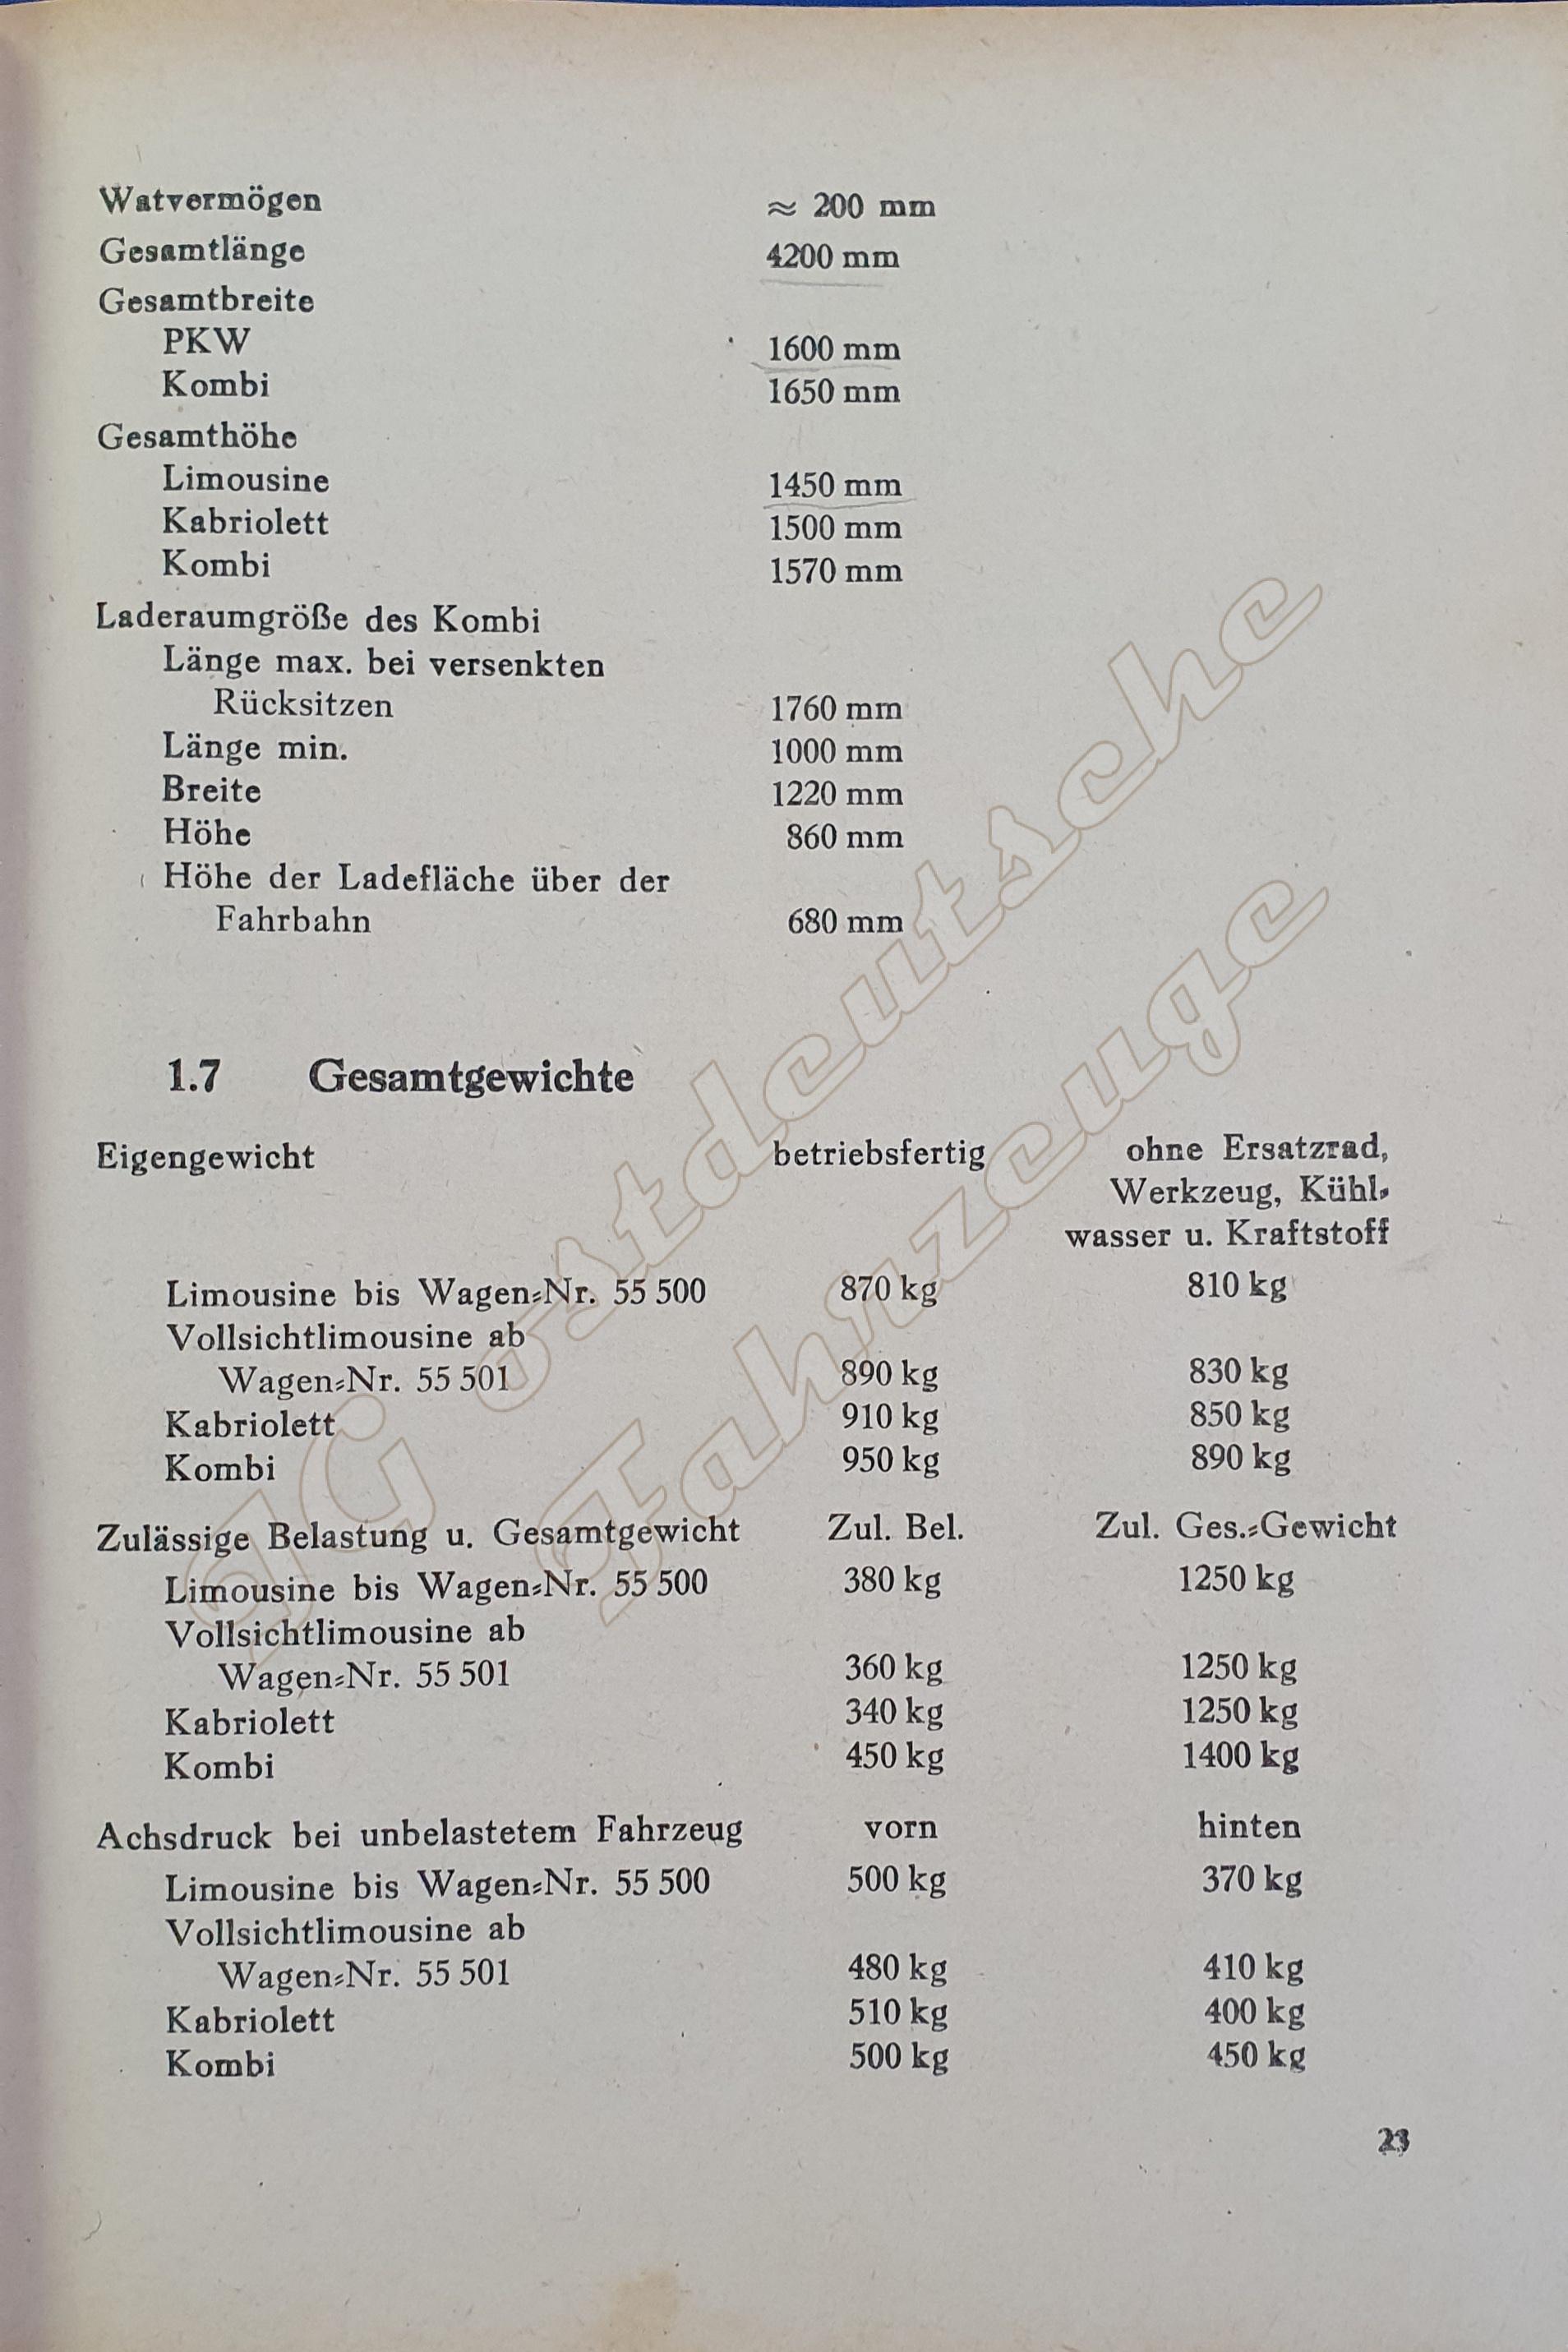 Watvermögen ≈ 200 mm
Gesamtlänge 4200 mm
Gesamtbreite
PKW 1600 mm
Kombi 1650 mm
Gesamthöhe
Limousine 1450 mm
Kabriolett 1500 mm
Kombi 1570 mm
Laderaumgröße des Kombi
Länge max. bei versenkten
Rücksitzen 1760 mm
Länge min. 1000 mm
Breite 1220 mm
Höhe 860 mm
Höhe der Ladefläche über der
Fahrbahn 680 mm
1.7 Gesamtgewichte
Eigengewicht betriebsfertig ohne Ersatzrad,
Werkzeug, Kühl-
wasser u. Kraftstoff
Limousine bis Wagen-Nr. 55 500 870 kg 810 kg
Vollsichtlimousine ab
Wagen-Nr. 55 501 890 kg 830 kg
Kabriolett 910 kg 850 kg
Kombi 950 kg 890 kg
Zulässige Belastung u. Gesamtgewicht Zul. Bel. Zul. Ges.-Gewicht
Limousine bis Wagen-Nr. 55 500 380 kg 1250 kg
Vollsichtlimousine ab
Wagen-Nr. 55 501 360 kg 1250 kg
Kabriolett 340 kg 1250 kg
Kombi 450 kg 1400 kg
Achsdruck bei unbelastetem Fahrzeug vorn hinten
Limousine bis Wagen-Nr. 55 500 500 kg 370 kg
Vollsichtlimousine ab
Wagen-Nr. 55 501 480 kg 410 kg
Kabriolett 510 kg 400 kg
Kombi 500 kg 450 kg
23
IG ostdeutsche
Fahrzeuge